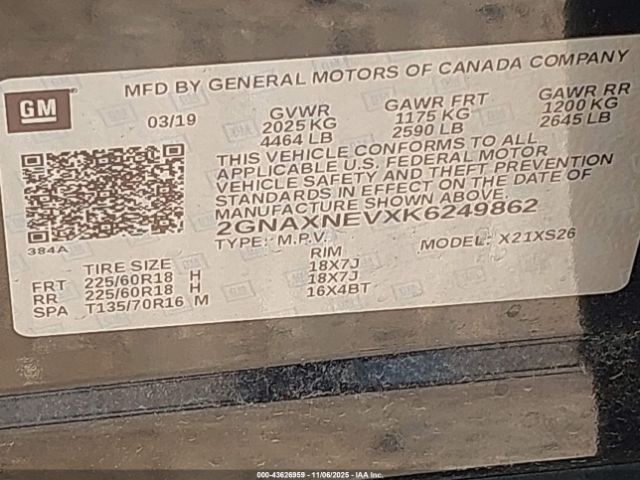 MFD BY GENERAL MOTORS OF CANADA COMPANY
GM
03/19
GVWR GAWR FRT GAWR RR
2025 KG 1175 KG 1200 KG
4464 LB 2590 LB 2645 LB
THIS VEHICLE CONFORMS TO ALL
APPLICABLE U.S. FEDERAL MOTOR
VEHICLE SAFETY AND THEFT PREVENTION
STANDARDS IN EFFECT ON THE DATE OF
MANUFACTURE SHOWN ABOVE.
2GNAXNEVXK6249862
384A
TYPE: M.P.V. MODEL: X21XS26
TIRE SIZE RIM
FRT 225/60R18 H 18X7J
RR 225/60R18 H 18X7J
SPA T135/70R16 M 16X4BT
000-43626959 - 11/06/2025 - IAA Inc.